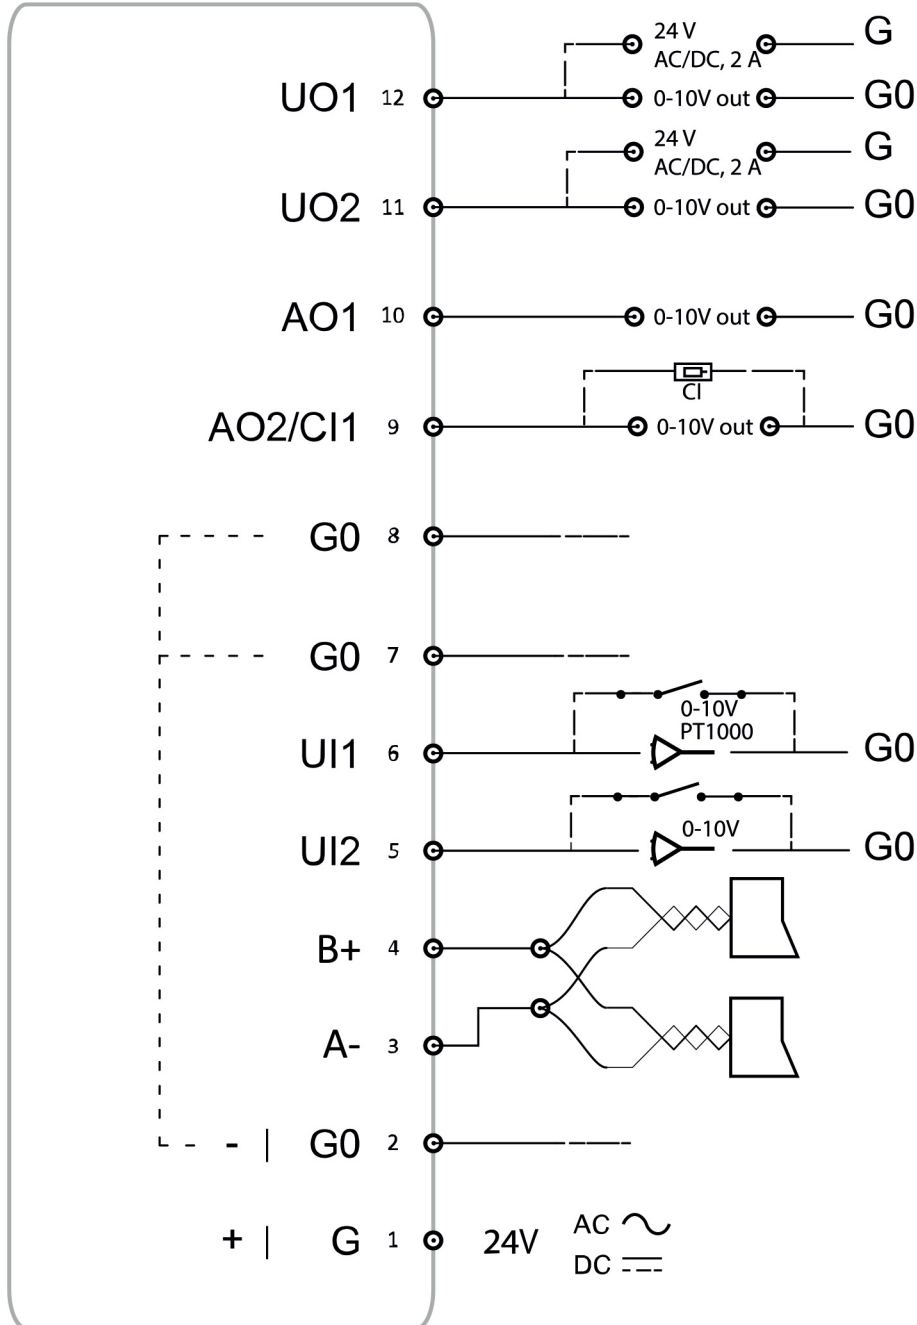 24 V
AC/DC, 2 A
G
UO1 12 0-10V out G0
24 V
AC/DC, 2 A
G
UO2 11 0-10V out G0
AO1 10 0-10V out G0
CI
AO2/CI1 9 0-10V out G0
G0 8
G0 7
0-10V
PT1000
UI1 6 G0
0-10V
UI2 5 G0
B+ 4
A- 3
- | G0 2
+ | G 1 24V
AC
DC